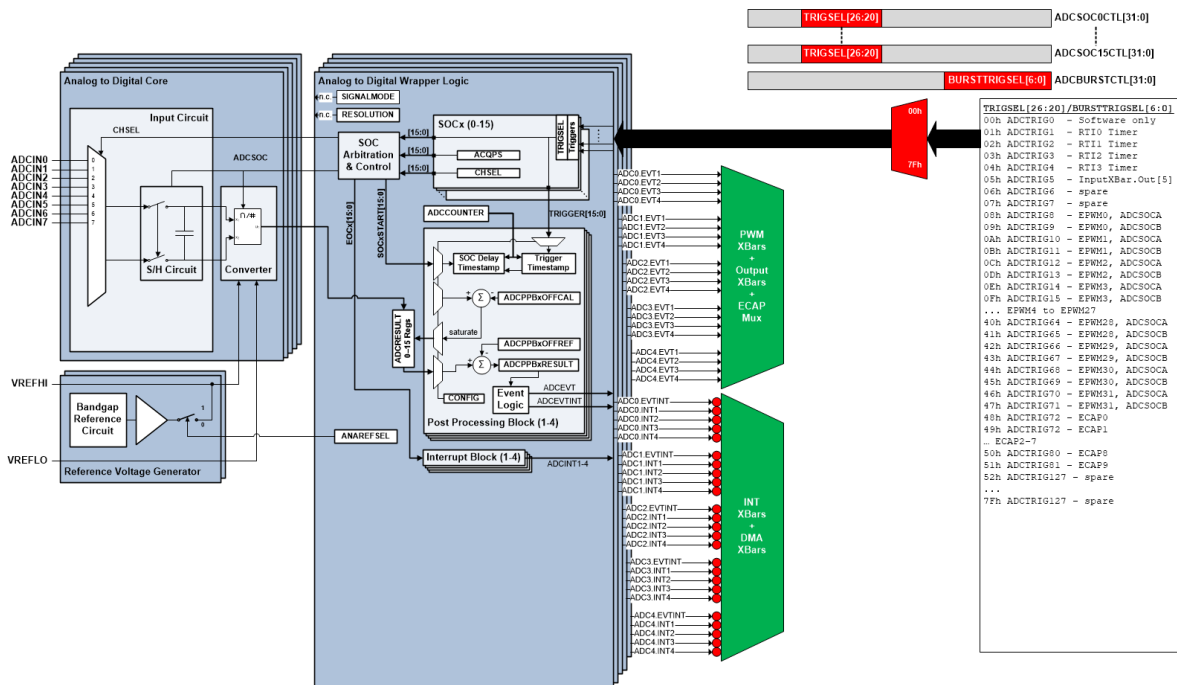 TRIGSEL[26:20]
ADCSOC0CTL[31:0]
TRIGSEL[26:20]
ADCSOC15CTL[31:0]
BURSTTRIGSEL[6:0]
ADCBURSTCTL[31:0]
Analog to Digital Core
Input Circuit
CHSEL
ADCSOC
ADCIN0
ADCIN1
ADCIN2
ADCIN3
ADCIN4
ADCIN5
ADCIN6
ADCIN7
0
1
2
3
4
5
6
7
S/H Circuit
Converter
VREFHI
VREFLO
Bandgap
Reference
Circuit
1
0
Reference Voltage Generator
Analog to Digital Wrapper Logic
n.c
SIGNALMODE
n.c
RESOLUTION
SOC
Arbitration
& Control
[15:0]
[15:0]
[15:0]
SOCx (0-15)
TRIGSEL
Triggers
ACQPS
CHSEL
EOCx[15:0]
SOCxSTART[15:0]
ADCCOUNTER
TRIGGER[15:0]
SOC Delay
Timestamp
Trigger
Timestamp
+
-
Σ
ADCPPBxOFFCAL
saturate
ADCRESULT
0–15 Regs
ADCPPBxOFFREF
+
-
Σ
ADCPPBxRESULT
CONFIG
Event
Logic
ADCEVT
ADCEVTINT
Post Processing Block (1-4)
ANAREFSEL
Interrupt Block (1-4)
ADCINT1-4
ADC0.EVT1
ADC0.EVT2
ADC0.EVT3
ADC0.EVT4
ADC1.EVT1
ADC1.EVT2
ADC1.EVT3
ADC1.EVT4
ADC2.EVT1
ADC2.EVT2
ADC2.EVT3
ADC2.EVT4
ADC3.EVT1
ADC3.EVT2
ADC3.EVT3
ADC3.EVT4
ADC4.EVT1
ADC4.EVT2
ADC4.EVT3
ADC4.EVT4
PWM
XBars
+
Output
XBars
+
ECAP
Mux
ADC0.EVTINT
ADC0.INT1
ADC0.INT2
ADC0.INT3
ADC0.INT4
ADC1.EVTINT
ADC1.INT1
ADC1.INT2
ADC1.INT3
ADC1.INT4
ADC2.EVTINT
ADC2.INT1
ADC2.INT2
ADC2.INT3
ADC2.INT4
ADC3.EVTINT
ADC3.INT1
ADC3.INT2
ADC3.INT3
ADC3.INT4
ADC4.EVTINT
ADC4.INT1
ADC4.INT2
ADC4.INT3
ADC4.INT4
INT
XBars
+
DMA
XBars
00h
7Fh
TRIGSEL[26:20]/BURSTTRIGSEL[6:0]
00h ADCTRIG0 - Software only
01h ADCTRIG1 - RTI0 Timer
02h ADCTRIG2 - RTI1 Timer
03h ADCTRIG3 - RTI2 Timer
04h ADCTRIG4 - RTI3 Timer
05h ADCTRIG5 - InputXBar.Out[5]
06h ADCTRIG6 - spare
07h ADCTRIG7 - spare
08h ADCTRIG8 - EPWM0, ADCSOCA
09h ADCTRIG9 - EPWM0, ADCSOCB
0Ah ADCTRIG10 - EPWM1, ADCSOCA
0Bh ADCTRIG11 - EPWM1, ADCSOCB
0Ch ADCTRIG12 - EPWM2, ADCSOCA
0Dh ADCTRIG13 - EPWM2, ADCSOCB
0Eh ADCTRIG14 - EPWM3, ADCSOCA
0Fh ADCTRIG15 - EPWM3, ADCSOCB
... EPWM4 to EPWM27
40h ADCTRIG64 - EPWM28, ADCSOCA
41h ADCTRIG65 - EPWM28, ADCSOCB
42h ADCTRIG66 - EPWM29, ADCSOCA
43h ADCTRIG67 - EPWM29, ADCSOCB
44h ADCTRIG68 - EPWM30, ADCSOCA
45h ADCTRIG69 - EPWM30, ADCSOCB
46h ADCTRIG70 - EPWM31, ADCSOCA
47h ADCTRIG71 - EPWM31, ADCSOCB
48h ADCTRIG72 - ECAP0
49h ADCTRIG72 - ECAP1
… ECAP2-7
50h ADCTRIG80 - ECAP8
51h ADCTRIG81 - ECAP9
52h ADCTRIG127 - spare
...
7Fh ADCTRIG127 - spare